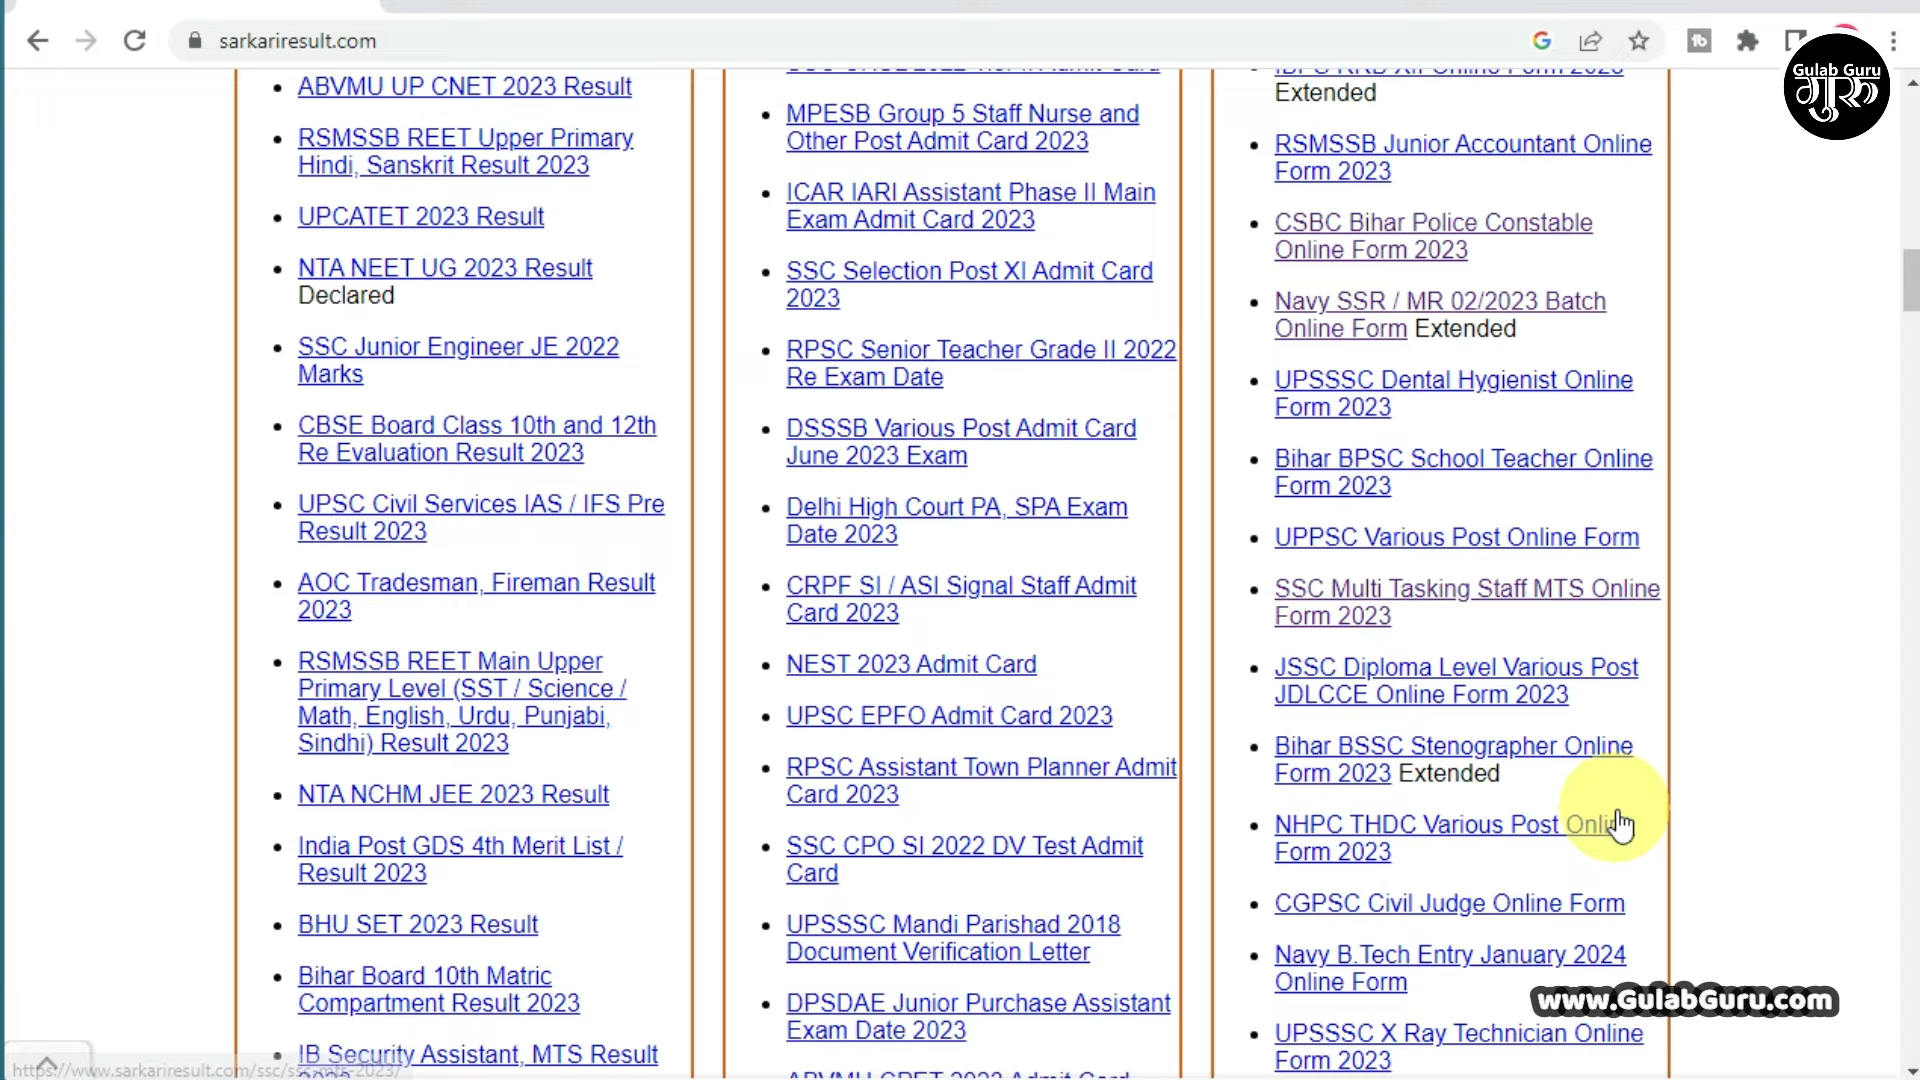 sarkariresult.com
Gulab Guru
गुरु
ABVMU UP CNET 2023 Result
RSMSSB REET Upper Primary
Hindi, Sanskrit Result 2023
UPCATET 2023 Result
NTA NEET UG 2023 Result
Declared
SSC Junior Engineer JE 2022
Marks
CBSE Board Class 10th and 12th
Re Evaluation Result 2023
UPSC Civil Services IAS / IFS Pre
Result 2023
AOC Tradesman, Fireman Result
2023
RSMSSB REET Main Upper
Primary Level (SST / Science /
Math, English, Urdu, Punjabi,
Sindhi) Result 2023
NTA NCHM JEE 2023 Result
India Post GDS 4th Merit List /
Result 2023
BHU SET 2023 Result
Bihar Board 10th Matric
Compartment Result 2023
IB Security Assistant, MTS Result
MPESB Group 5 Staff Nurse and
Other Post Admit Card 2023
ICAR IARI Assistant Phase II Main
Exam Admit Card 2023
SSC Selection Post XI Admit Card
2023
RPSC Senior Teacher Grade II 2022
Re Exam Date
DSSSB Various Post Admit Card
June 2023 Exam
Delhi High Court PA, SPA Exam
Date 2023
CRPF SI / ASI Signal Staff Admit
Card 2023
NEST 2023 Admit Card
UPSC EPFO Admit Card 2023
RPSC Assistant Town Planner Admit
Card 2023
SSC CPO SI 2022 DV Test Admit
Card
UPSSSC Mandi Parishad 2018
Document Verification Letter
DPSDAE Junior Purchase Assistant
Exam Date 2023
Extended
RSMSSB Junior Accountant Online
Form 2023
CSBC Bihar Police Constable
Online Form 2023
Navy SSR / MR 02/2023 Batch
Online Form Extended
UPSSSC Dental Hygienist Online
Form 2023
Bihar BPSC School Teacher Online
Form 2023
UPPSC Various Post Online Form
SSC Multi Tasking Staff MTS Online
Form 2023
JSSC Diploma Level Various Post
JDLCCE Online Form 2023
Bihar BSSC Stenographer Online
Form 2023 Extended
NHPC THDC Various Post Online
Form 2023
CGPSC Civil Judge Online Form
Navy B.Tech Entry January 2024
Online Form
UPSSSC X Ray Technician Online
Form 2023
www.GulabGuru.com
https://www.sarkariresult.com/ssc/ssc-mts-2023/